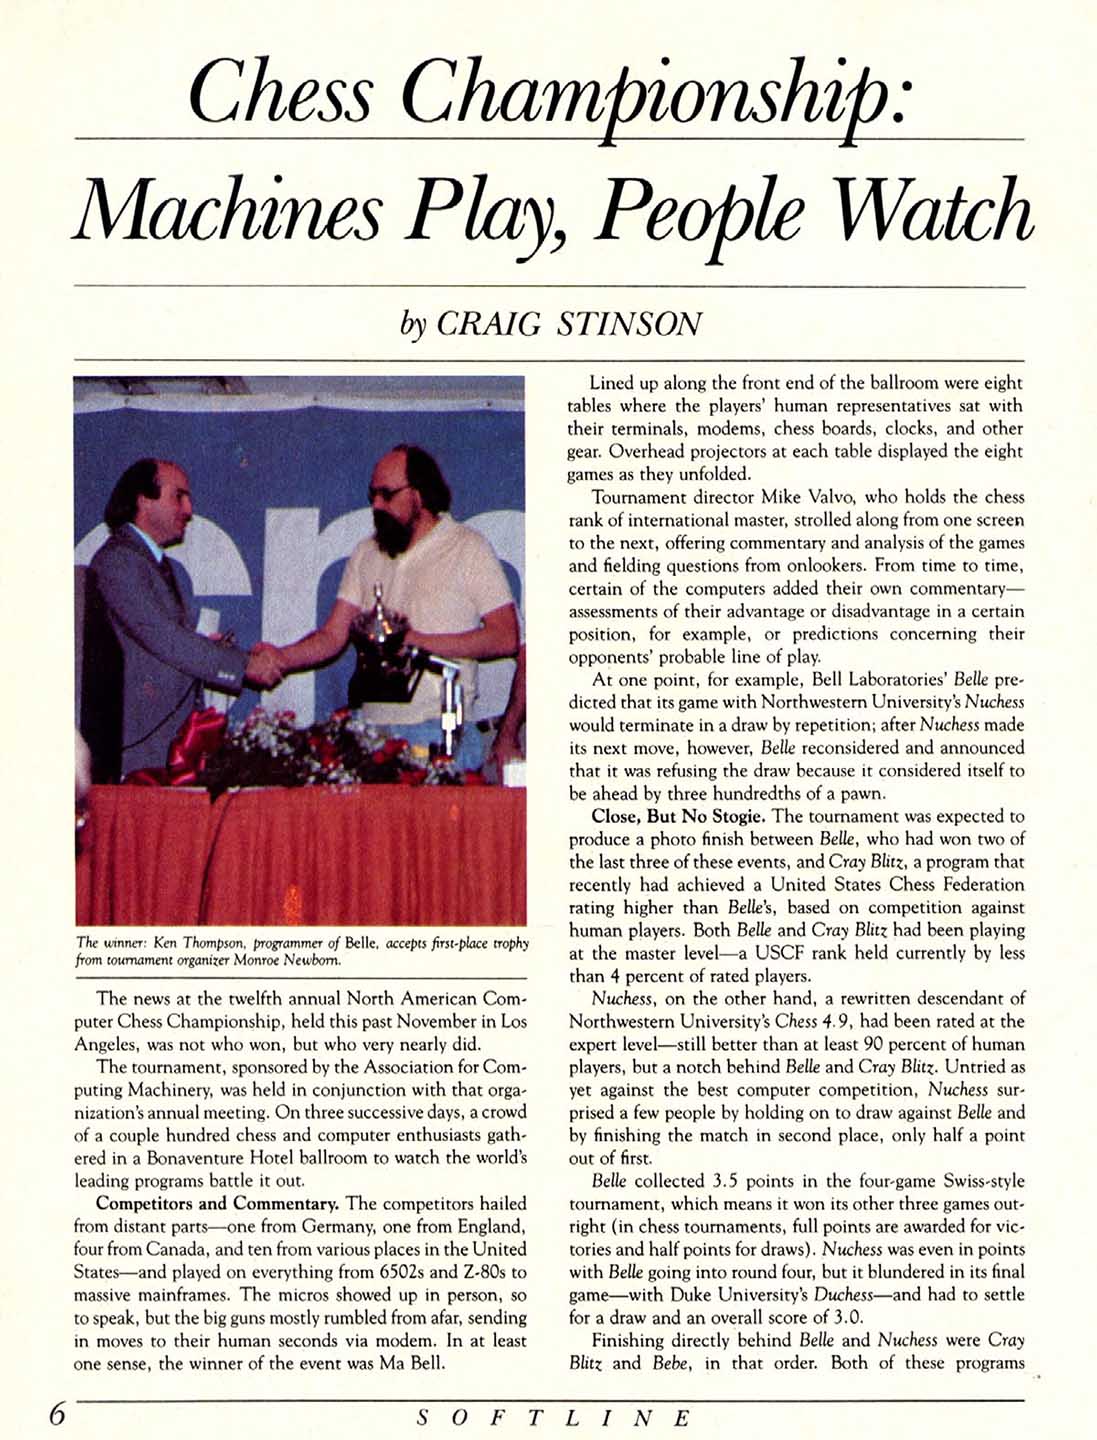 Chess Championship:
Machines Play, People Watch
by CRAIG STINSON
The winner: Ken Thompson, programmer of Belle, accepts first-place trophy
from tournament organizer Monroe Newborn.
The news at the twelfth annual North American Com-
puter Chess Championship, held this past November in Los
Angeles, was not who won, but who very nearly did.
The tournament, sponsored by the Association for Com-
puting Machinery, was held in conjunction with that orga-
nization's annual meeting. On three successive days, a crowd
of a couple hundred chess and computer enthusiasts gath-
ered in a Bonaventure Hotel ballroom to watch the world's
leading programs battle it out.
Competitors and Commentary. The competitors hailed
from distant parts—one from Germany, one from England,
four from Canada, and ten from various places in the United
States—and played on everything from 6502s and Z-80s to
massive mainframes. The micros showed up in person, so
to speak, but the big guns mostly rumbled from afar, sending
in moves to their human seconds via modem. In at least
one sense, the winner of the event was Ma Bell.
Lined up along the front end of the ballroom were eight
tables where the players' human representatives sat with
their terminals, modems, chess boards, clocks, and other
gear. Overhead projectors at each table displayed the eight
games as they unfolded.
Tournament director Mike Valvo, who holds the chess
rank of international master, strolled along from one screen
to the next, offering commentary and analysis of the games
and fielding questions from onlookers. From time to time,
certain of the computers added their own commentary—
assessments of their advantage or disadvantage in a certain
position, for example, or predictions concerning their
opponents' probable line of play.
At one point, for example, Bell Laboratories' Belle pre-
dicted that its game with Northwestern University's Nuchess
would terminate in a draw by repetition; after Nuchess made
its next move, however, Belle reconsidered and announced
that it was refusing the draw because it considered itself to
be ahead by three hundredths of a pawn.
Close, But No Stogie. The tournament was expected to
produce a photo finish between Belle, who had won two of
the last three of these events, and Cray Blitz, a program that
recently had achieved a United States Chess Federation
rating higher than Belle's, based on competition against
human players. Both Belle and Cray Blitz had been playing
at the master level—a USCF rank held currently by less
than 4 percent of rated players.
Nuchess, on the other hand, a rewritten descendant of
Northwestern University's Chess 4.9, had been rated at the
expert level—still better than at least 90 percent of human
players, but a notch behind Belle and Cray Blitz. Untried as
yet against the best computer competition, Nuchess sur-
prised a few people by holding on to draw against Belle and
by finishing the match in second place, only half a point
out of first.
Belle collected 3.5 points in the four-game Swiss-style
tournament, which means it won its other three games out-
right (in chess tournaments, full points are awarded for vic-
tories and half points for draws). Nuchess was even in points
with Belle going into round four, but it blundered in its final
game—with Duke University's Duchess—and had to settle
for a draw and an overall score of 3.0.
Finishing directly behind Belle and Nuchess were Cray
Blitz and Bebe, in that order. Both of these programs
6
SOFTLINE